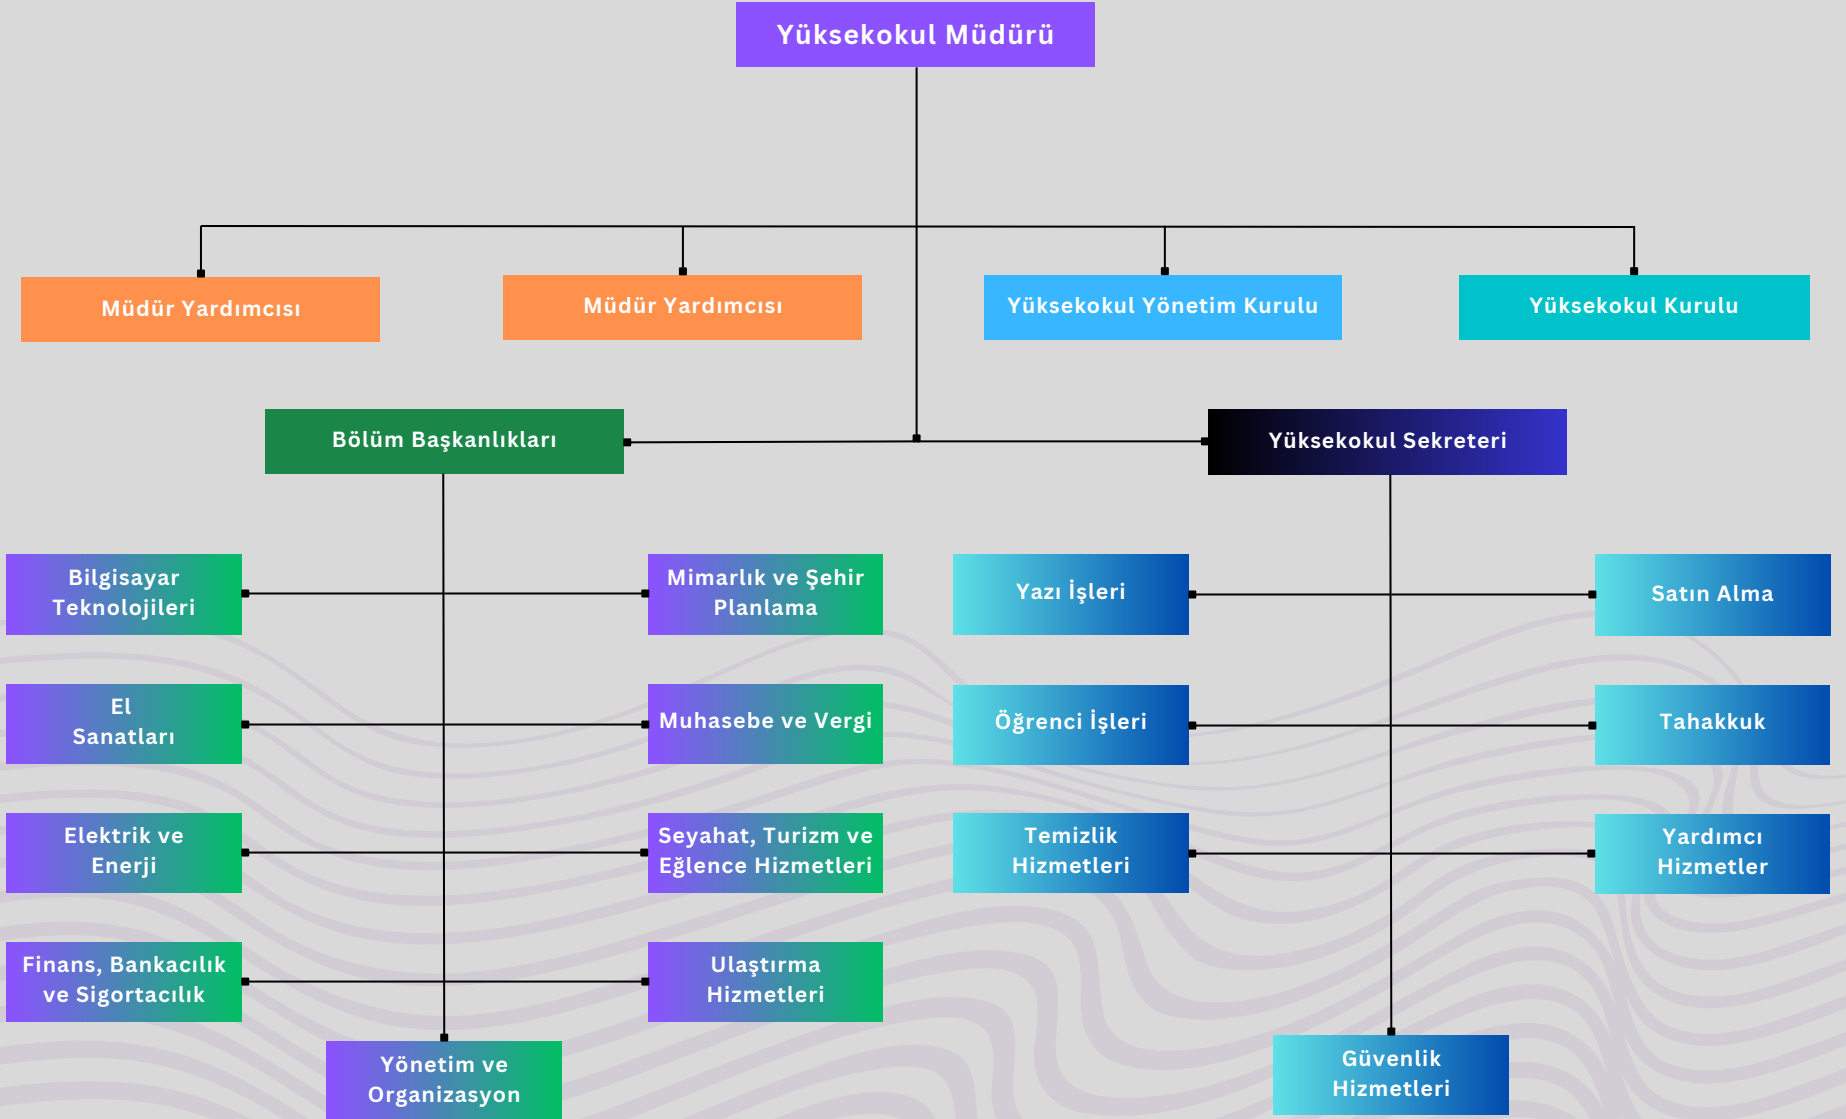 Yüksekokul Müdürü
Müdür Yardımcısı
Müdür Yardımcısı
Yüksekokul Yönetim Kurulu
Yüksekokul Kurulu
Bölüm Başkanlıkları
Yüksekokul Sekreteri
Bilgisayar
Teknolojileri
Mimarlık ve Şehir
Planlama
Yazı İşleri
Satın Alma
El
Sanatları
Muhasebe ve Vergi
Öğrenci İşleri
Tahakkuk
Elektrik ve
Enerji
Seyahat, Turizm ve
Eğlence Hizmetleri
Temizlik
Hizmetleri
Yardımcı
Hizmetler
Finans, Bankacılık
ve Sigortacılık
Ulaştırma
Hizmetleri
Yönetim ve
Organizasyon
Güvenlik
Hizmetleri